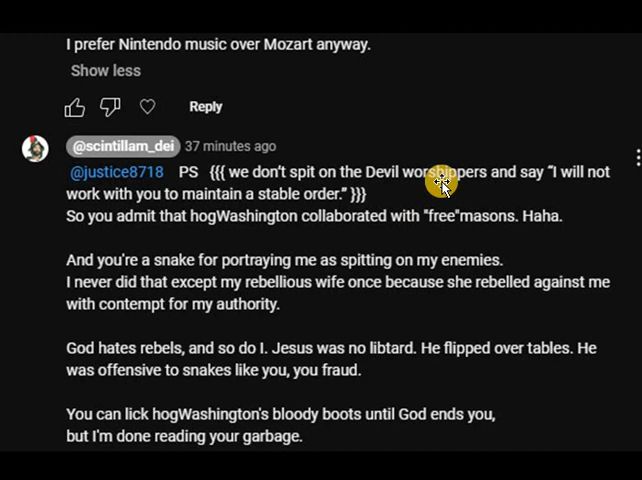 I prefer Nintendo music over Mozart anyway.
Show less
Reply
@scintillam_dei 37 minutes ago
@justice8718 PS {{{ we don't spit on the Devil worshippers and say “I will not
work with you to maintain a stable order.” }}}
So you admit that hogWashington collaborated with "free"masons. Haha.
And you're a snake for portraying me as spitting on my enemies.
I never did that except my rebellious wife once because she rebelled against me
with contempt for my authority.
God hates rebels, and so do I. Jesus was no libtard. He flipped over tables. He
was offensive to snakes like you, you fraud.
You can lick hogWashington's bloody boots until God ends you,
but I'm done reading your garbage.